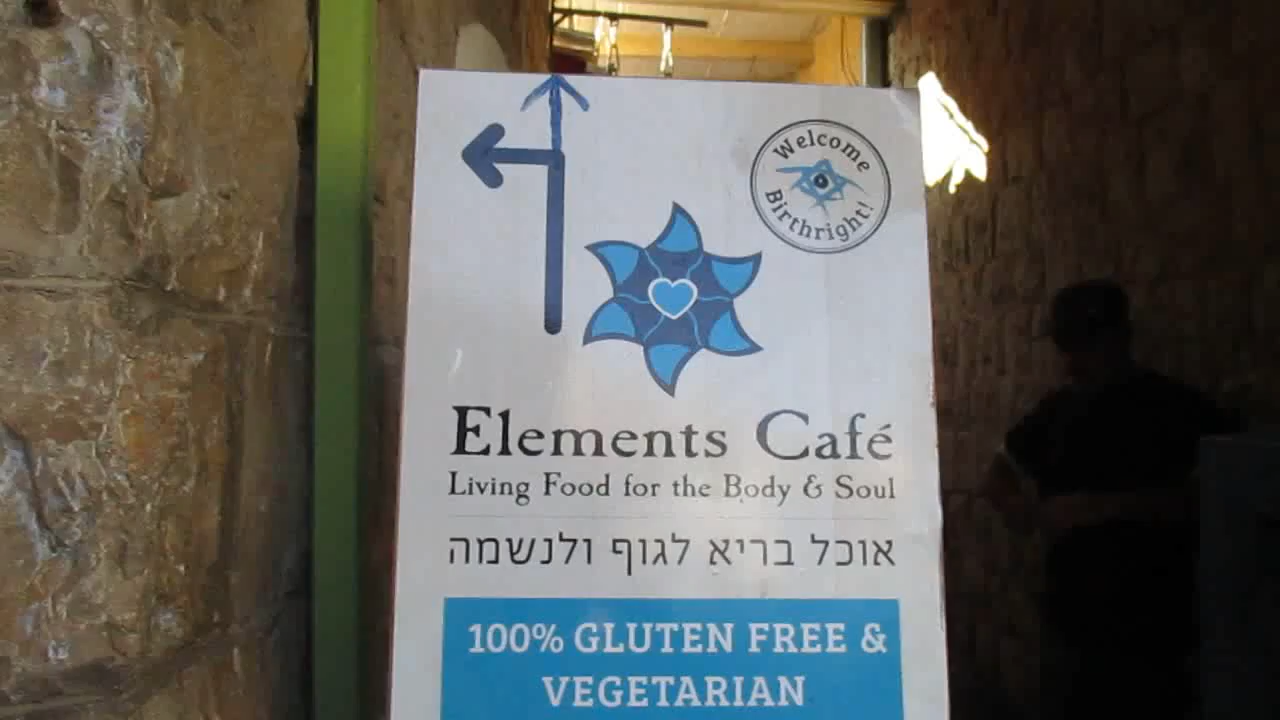 Welcome
Birthright!
Elements Café
Living Food for the Body & Soul
אוכל בריא לגוף ולנשמה
100% GLUTEN FREE &
VEGETARIAN